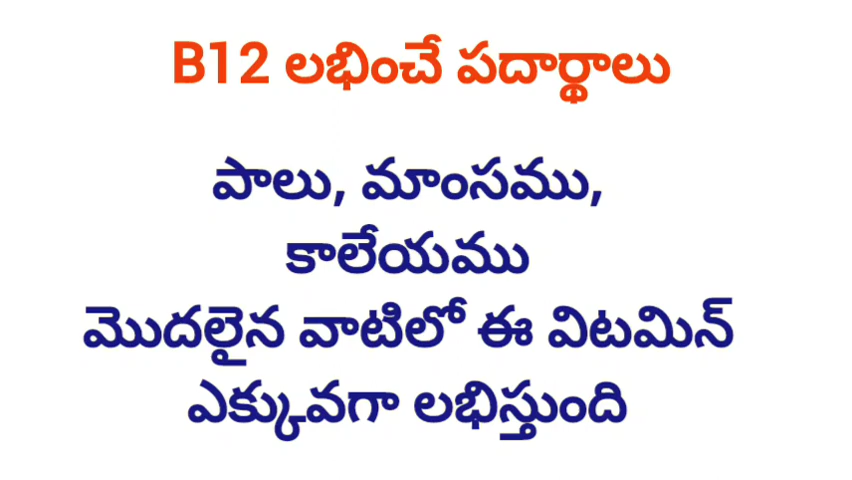 B12 లభించే పదార్థాలు
పాలు, మాంసము,
కాలేయము
మొదలైన వాటిలో ఈ విటమిన్
ఎక్కువగా లభిస్తుంది